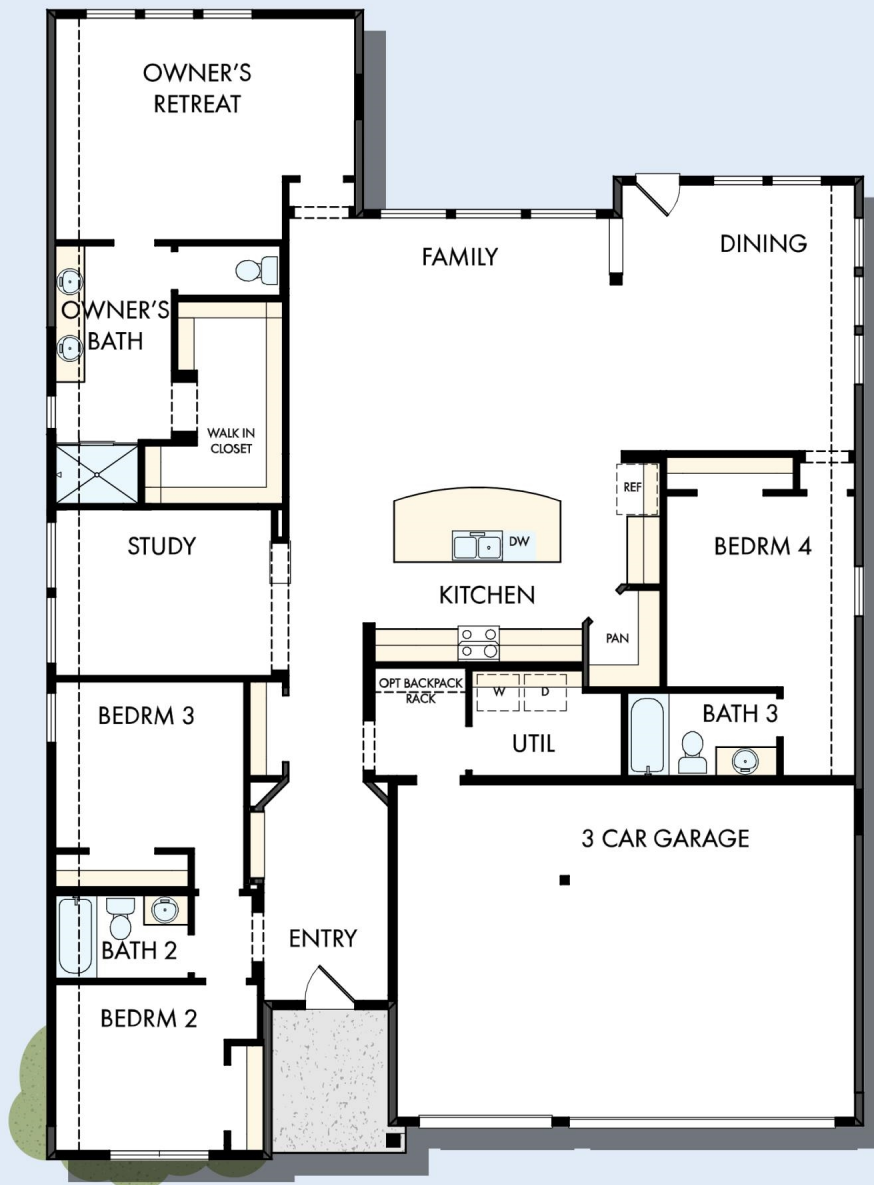 OWNER'S
RETREAT
FAMILY
DINING
OWNER'S
BATH
WALK IN
CLOSET
REF
STUDY
DW
BEDRM 4
KITCHEN
PAN
OPT BACKPACK
RACK
W
D
BEDRM 3
BATH 3
UTIL
3 CAR GARAGE
ENTRY
BATH 2
BEDRM 2